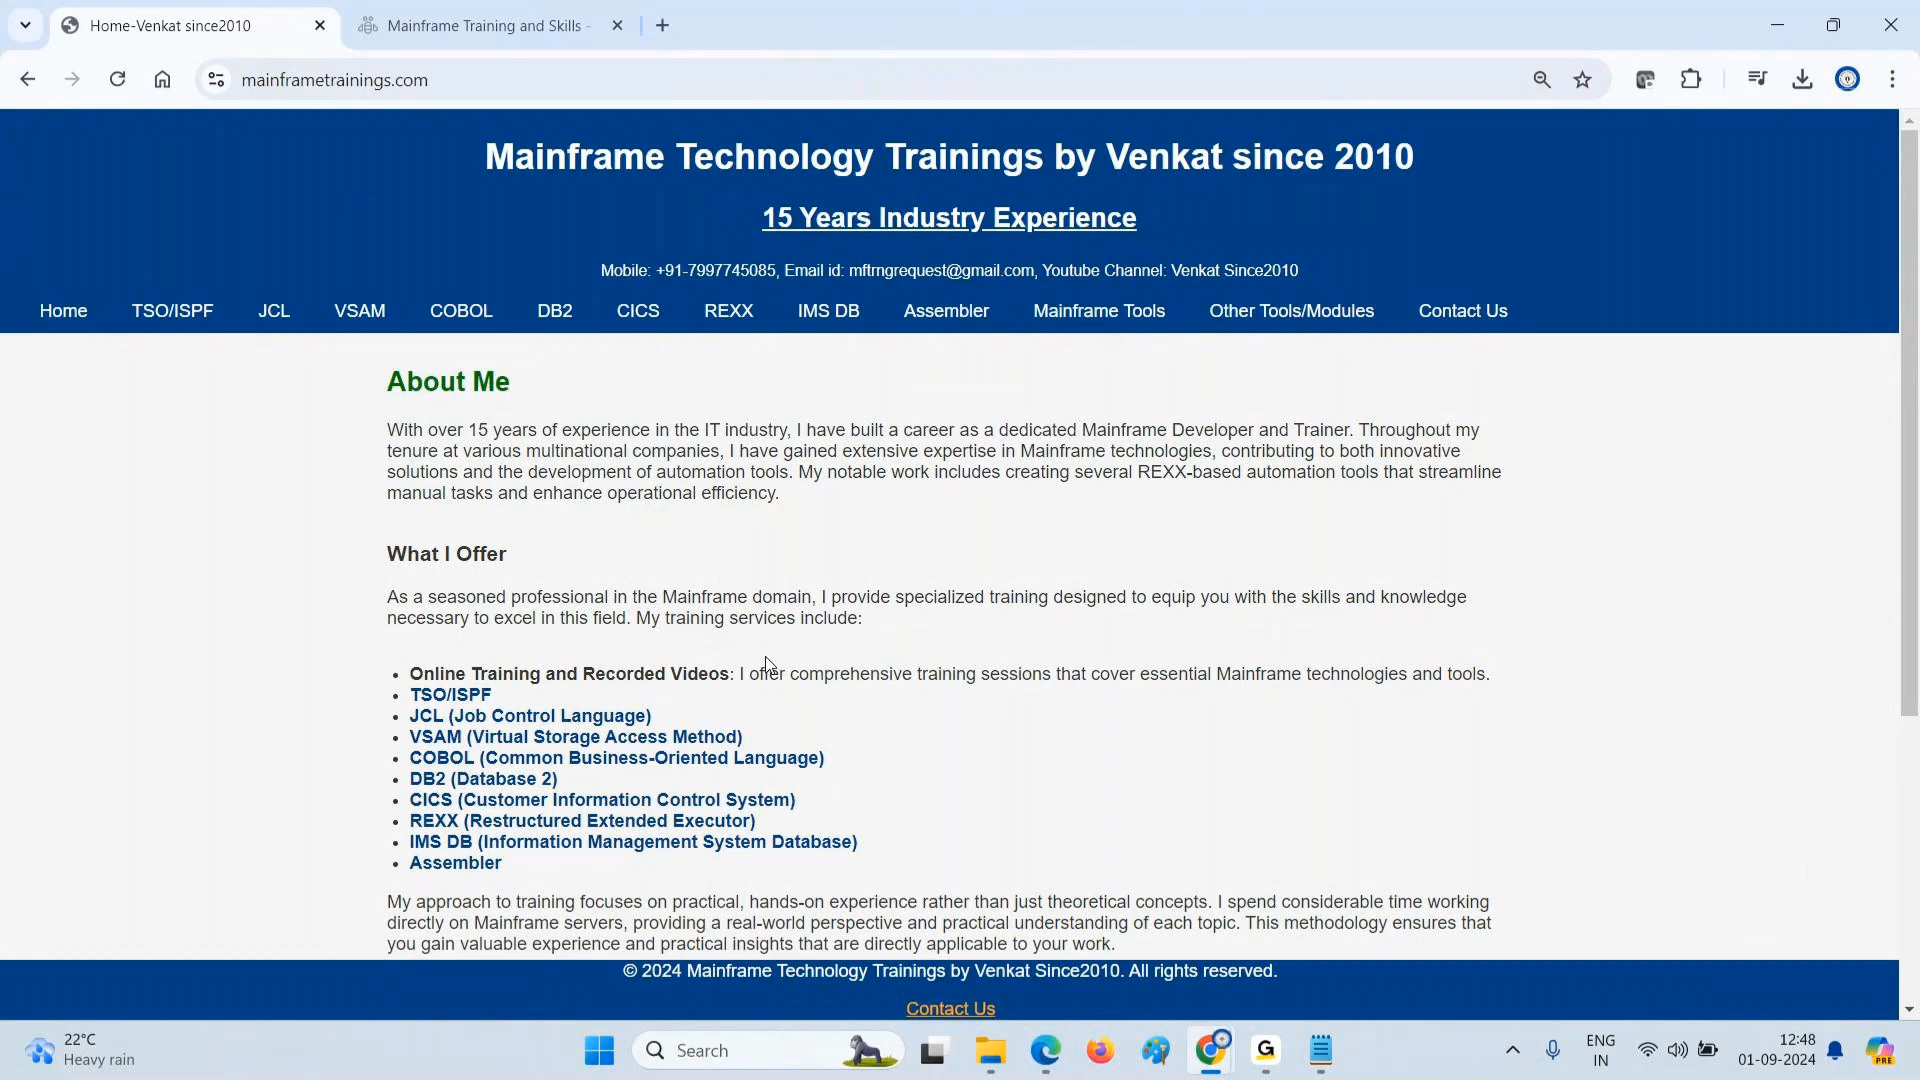 Home-Venkat since2010
Mainframe Training and Skills -
mainframetrainings.com
Mainframe Technology Trainings by Venkat since 2010
15 Years Industry Experience
Mobile: +91-7997745085, Email id: mftrngrequest@gmail.com, Youtube Channel: Venkat Since2010
Home TSO/ISPF JCL VSAM COBOL DB2 CICS REXX IMS DB Assembler Mainframe Tools Other Tools/Modules Contact Us
About Me
With over 15 years of experience in the IT industry, I have built a career as a dedicated Mainframe Developer and Trainer. Throughout my
tenure at various multinational companies, I have gained extensive expertise in Mainframe technologies, contributing to both innovative
solutions and the development of automation tools. My notable work includes creating several REXX-based automation tools that streamline
manual tasks and enhance operational efficiency.
What I Offer
As a seasoned professional in the Mainframe domain, I provide specialized training designed to equip you with the skills and knowledge
necessary to excel in this field. My training services include:
• Online Training and Recorded Videos: I offer comprehensive training sessions that cover essential Mainframe technologies and tools.
• TSO/ISPF
• JCL (Job Control Language)
• VSAM (Virtual Storage Access Method)
• COBOL (Common Business-Oriented Language)
• DB2 (Database 2)
• CICS (Customer Information Control System)
• REXX (Restructured Extended Executor)
• IMS DB (Information Management System Database)
• Assembler
My approach to training focuses on practical, hands-on experience rather than just theoretical concepts. I spend considerable time working
directly on Mainframe servers, providing a real-world perspective and practical understanding of each topic. This methodology ensures that
you gain valuable experience and practical insights that are directly applicable to your work.
© 2024 Mainframe Technology Trainings by Venkat Since2010. All rights reserved.
Contact Us
22°C
Heavy rain
Search
G
ENG
IN
12:48
01-09-2024
PRE